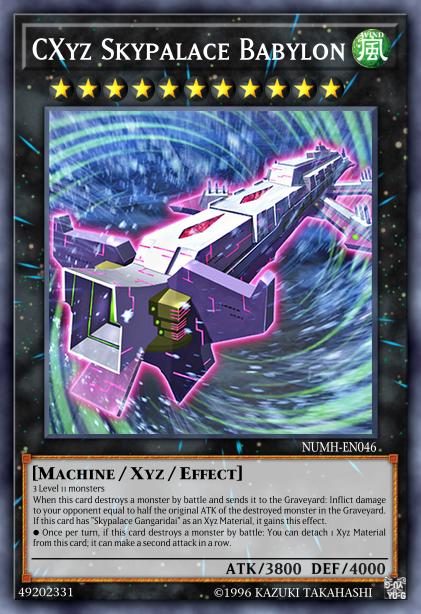 CXyz Skypalace Babylon
WIND
風
NUMH-EN046
[Machine / Xyz / Effect]
3 Level 11 monsters
When this card destroys a monster by battle and sends it to the Graveyard: Inflict damage
to your opponent equal to half the original ATK of the destroyed monster in the Graveyard.
If this card has "Skypalace Gangaridai" as an Xyz Material, it gains this effect.
● Once per turn, if this card destroys a monster by battle: You can detach 1 Xyz Material
from this card; it can make a second attack in a row.
ATK/3800 DEF/4000
49202331
©1996 KAZUKI TAKAHASHI